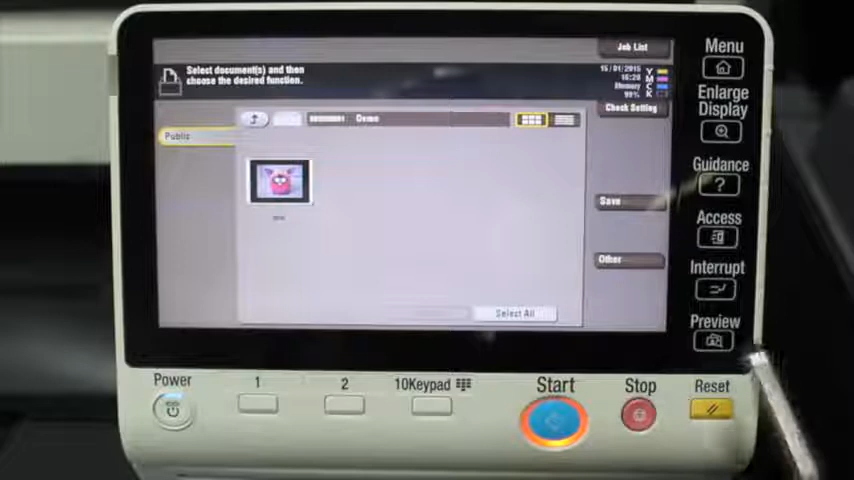 Job List
Select document(s) and then
choose the desired function.
15/01/2015
16:28
Memory
99%
Y
M
C
K
Check Setting
Public
Demo
Save
Other
Select All
Menu
Enlarge
Display
Guidance
?
Access
Interrupt
Preview
Power
1
2
10Keypad
Start
Stop
Reset